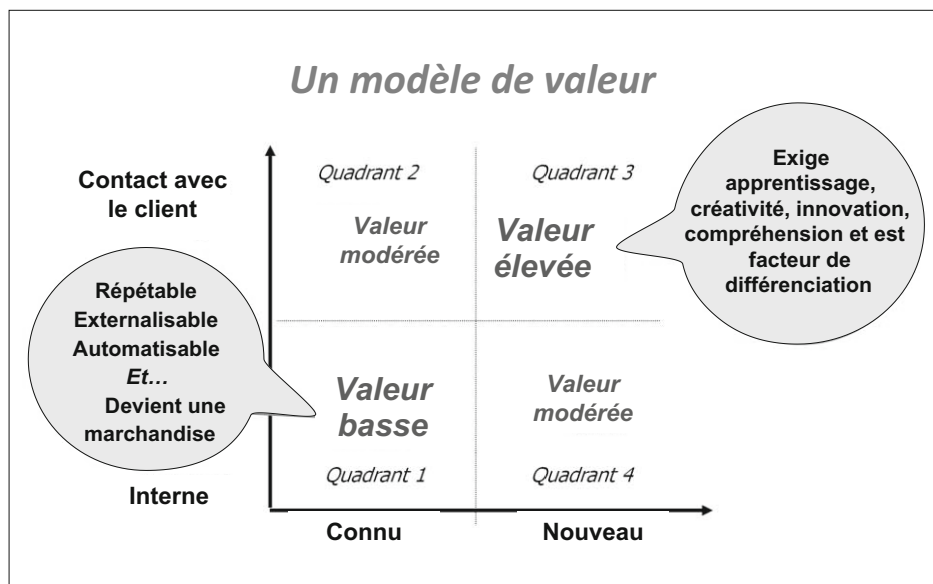 Un modèle de valeur
Contact avec
le client
Quadrant 2
Valeur
modérée
Quadrant 3
Valeur
élevée
Exige
apprentissage,
créativité, innovation,
compréhension et est
facteur de
différenciation
Répétable
Externalisable
Automatisable
Et...
Devient une
marchandise
Valeur
basse
Quadrant 1
Valeur
modérée
Quadrant 4
Interne
Connu
Nouveau